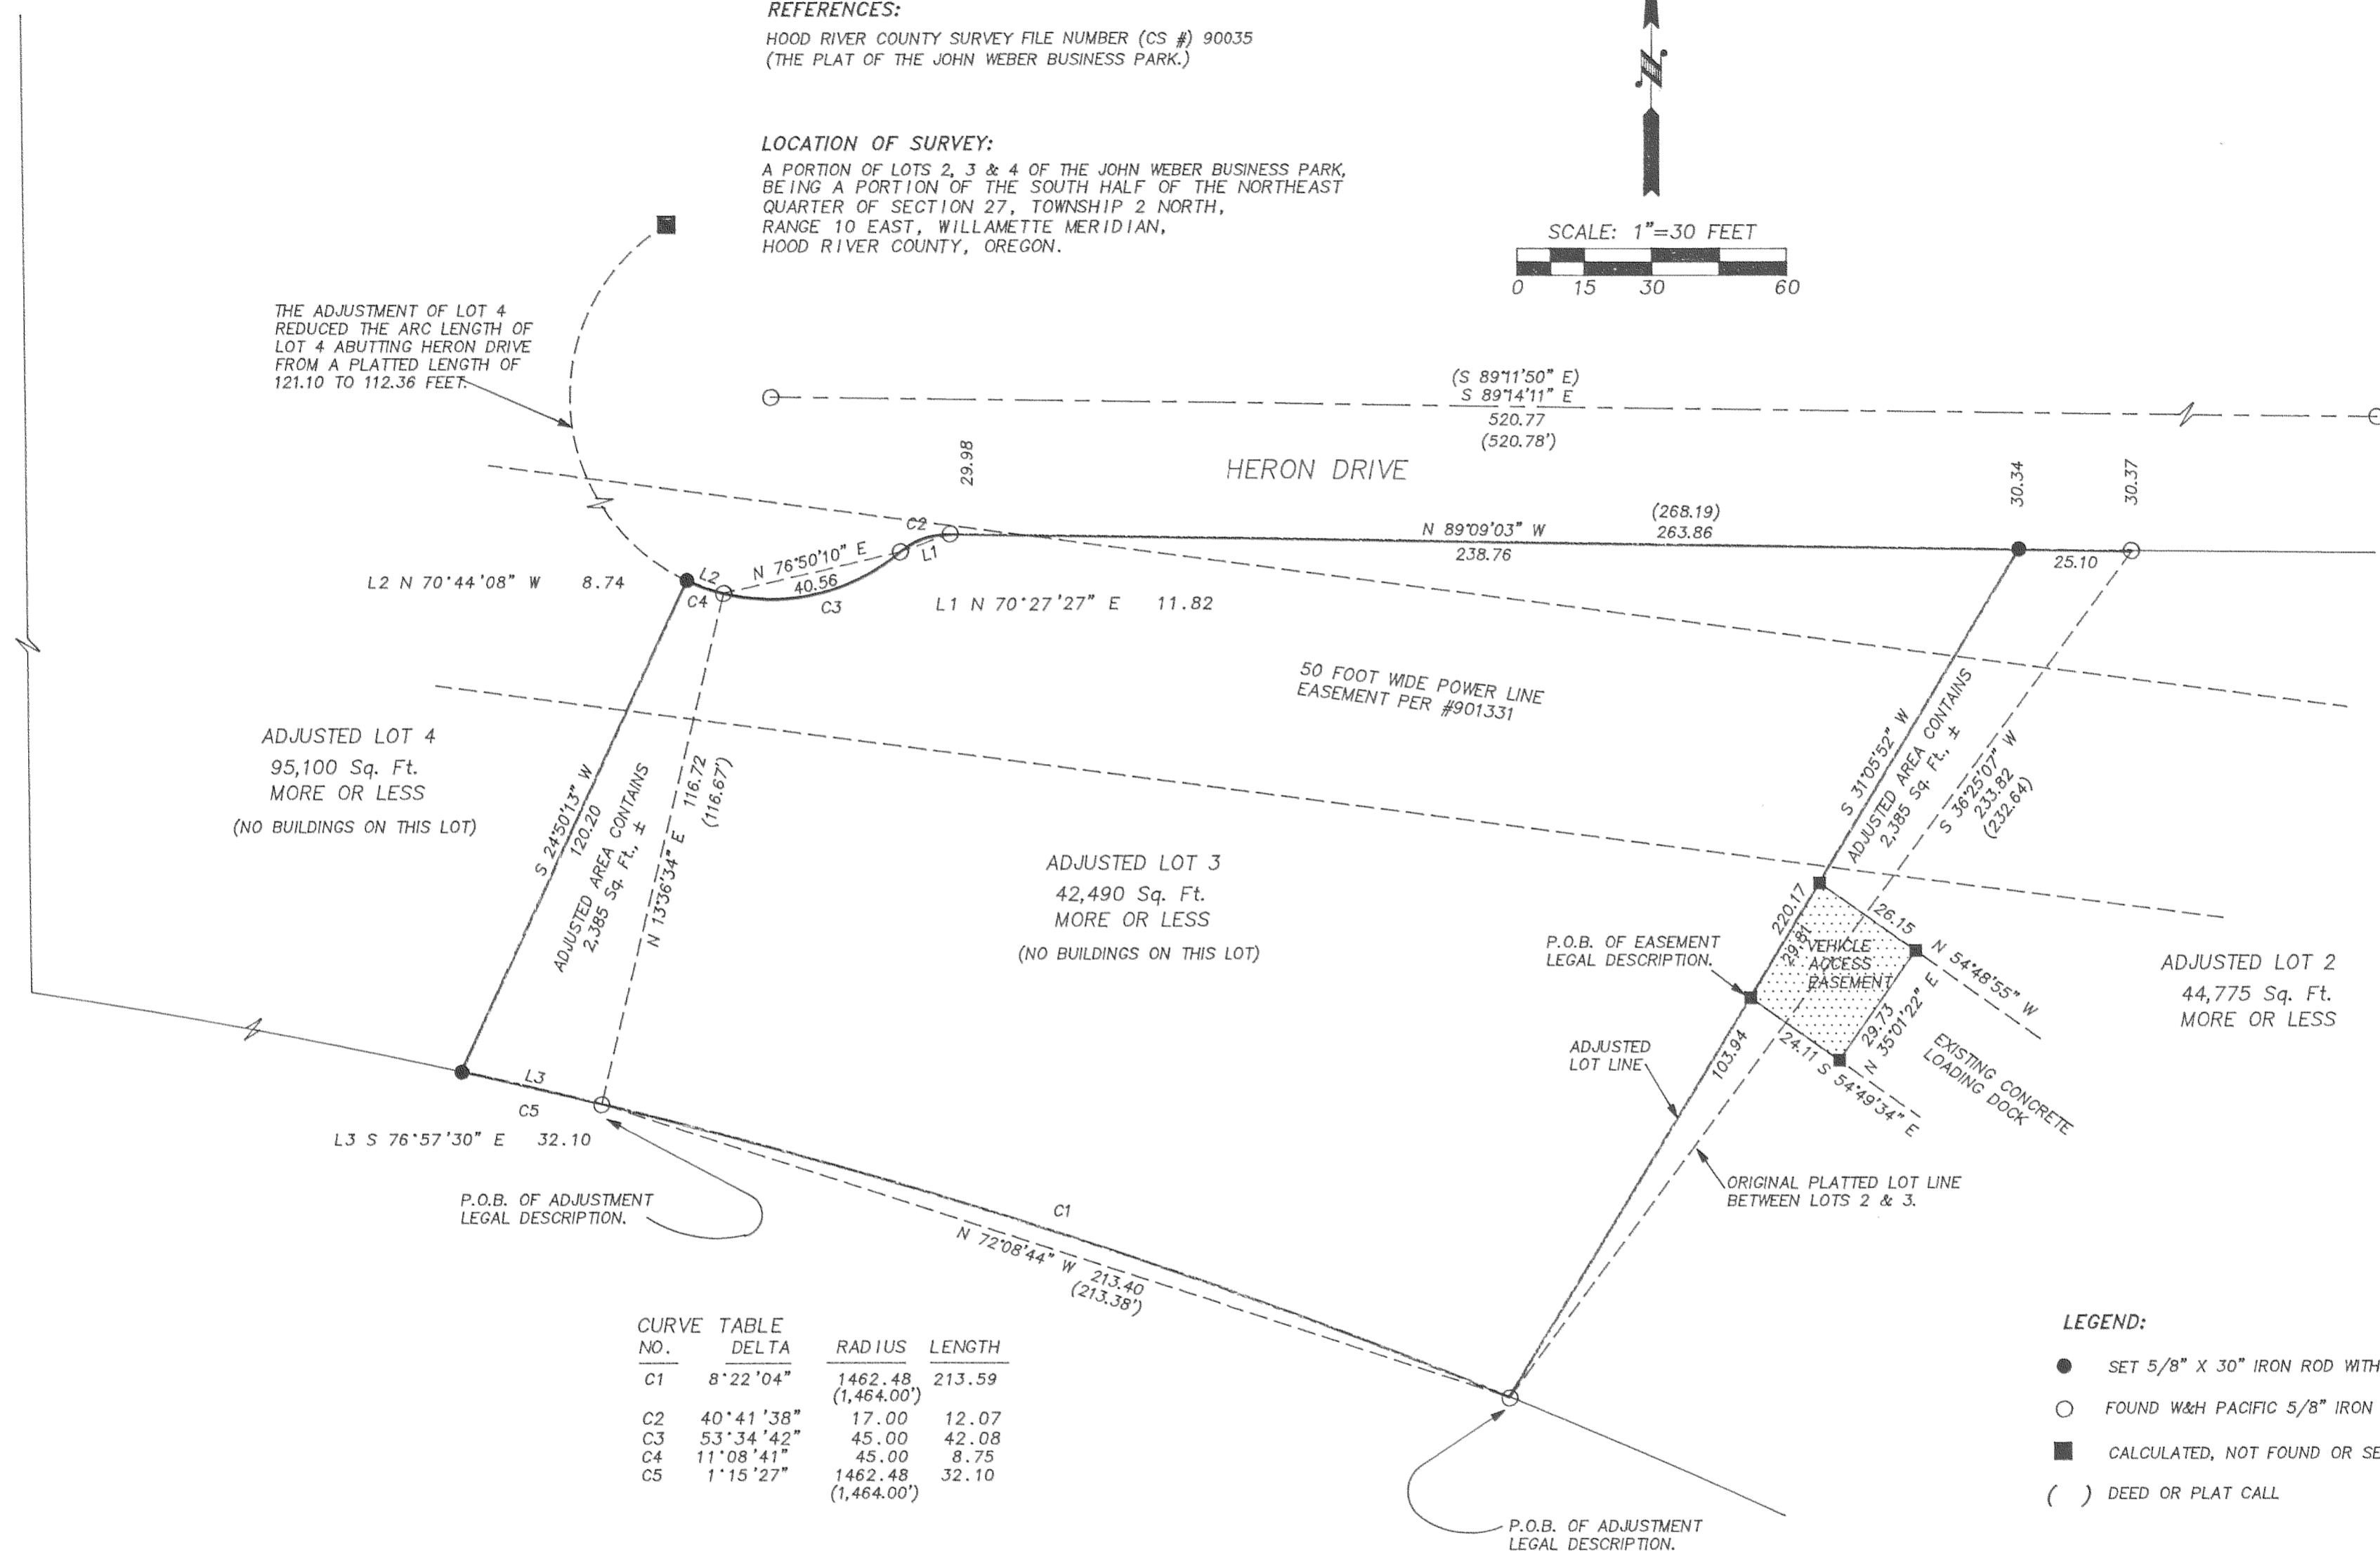 REFERENCES:
HOOD RIVER COUNTY SURVEY FILE NUMBER (CS #) 90035
(THE PLAT OF THE JOHN WEBER BUSINESS PARK.)
LOCATION OF SURVEY:
A PORTION OF LOTS 2, 3 & 4 OF THE JOHN WEBER BUSINESS PARK,
BEING A PORTION OF THE SOUTH HALF OF THE NORTHEAST
QUARTER OF SECTION 27, TOWNSHIP 2 NORTH,
RANGE 10 EAST, WILLAMETTE MERIDIAN,
HOOD RIVER COUNTY, OREGON.
N
SCALE: 1"=30 FEET
0 15 30 60
THE ADJUSTMENT OF LOT 4
REDUCED THE ARC LENGTH OF
LOT 4 ABUTTING HERON DRIVE
FROM A PLATTED LENGTH OF
121.10 TO 112.36 FEET.
(S 89°11'50" E)
S 89°14'11" E
520.77
(520.78')
HERON DRIVE
29.98
30.34
30.37
C2
L1
N 76°50'10" E
40.56
C3
L2
C4
L2 N 70°44'08" W 8.74
L1 N 70°27'27" E 11.82
(268.19)
N 89°09'03" W 263.86
238.76
25.10
50 FOOT WIDE POWER LINE
EASEMENT PER #901331
ADJUSTED LOT 4
95,100 Sq. Ft.
MORE OR LESS
(NO BUILDINGS ON THIS LOT)
S 24°50'13" W
120.20
ADJUSTED AREA CONTAINS
2,385 Sq. Ft., ±
N 13°36'34" E 116.72
(116.67')
ADJUSTED LOT 3
42,490 Sq. Ft.
MORE OR LESS
(NO BUILDINGS ON THIS LOT)
S 31°05'52" W
220.17
ADJUSTED AREA CONTAINS
2,385 Sq. Ft., ±
S 36°25'07" W
233.82
(232.64)
29.81
26.15
N 54°48'55" W
VEHICLE
ACCESS
EASEMENT
29.73
N 35°01'22" E
24.11 S 54°49'34" E
103.94
P.O.B. OF EASEMENT
LEGAL DESCRIPTION.
EXISTING CONCRETE
LOADING DOCK
ADJUSTED LOT 2
44,775 Sq. Ft.
MORE OR LESS
ADJUSTED
LOT LINE
ORIGINAL PLATTED LOT LINE
BETWEEN LOTS 2 & 3.
L3
C5
L3 S 76°57'30" E 32.10
P.O.B. OF ADJUSTMENT
LEGAL DESCRIPTION.
C1
N 72°08'44" W 213.40
(213.38')
CURVE TABLE
NO. DELTA RADIUS LENGTH
C1 8°22'04" 1462.48 213.59
(1,464.00')
C2 40°41'38" 17.00 12.07
C3 53°34'42" 45.00 42.08
C4 11°08'41" 45.00 8.75
C5 1°15'27" 1462.48 32.10
(1,464.00')
P.O.B. OF ADJUSTMENT
LEGAL DESCRIPTION.
LEGEND:
SET 5/8" X 30" IRON ROD WITH
FOUND W&H PACIFIC 5/8" IRON
CALCULATED, NOT FOUND OR SE
( ) DEED OR PLAT CALL